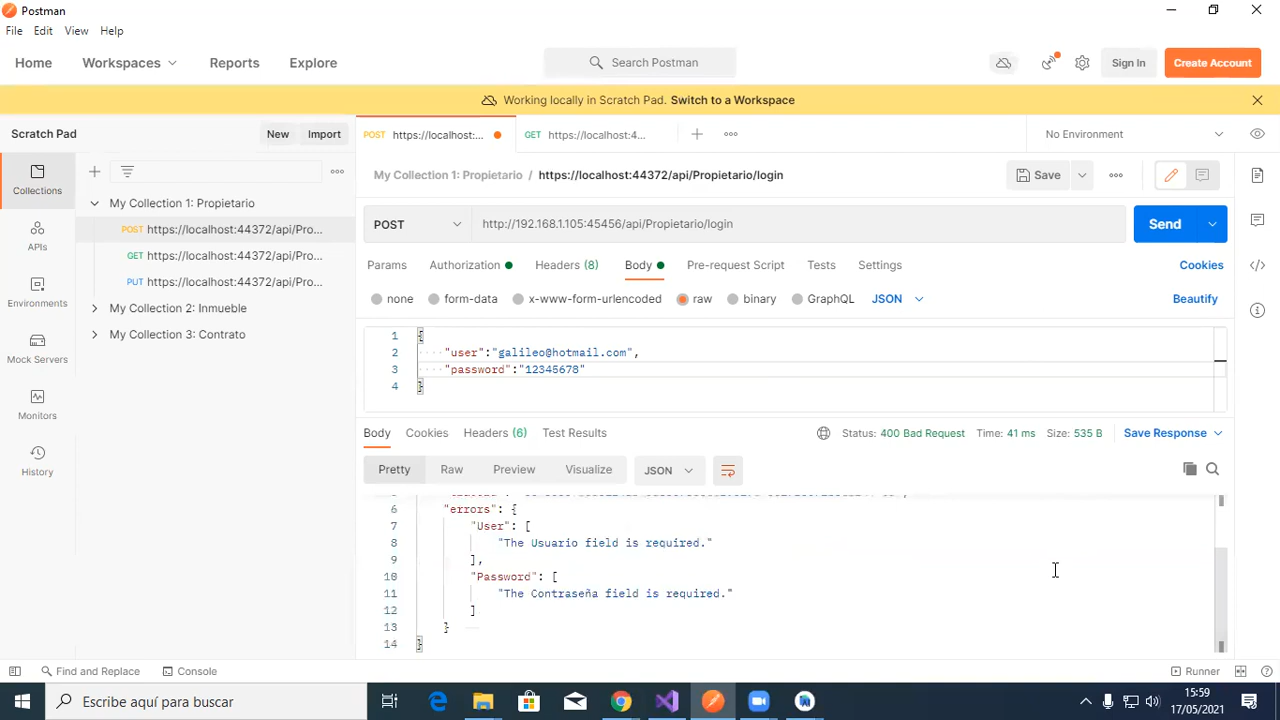 Postman
File Edit View Help
Home Workspaces Reports Explore Search Postman Sign In Create Account
Working locally in Scratch Pad. Switch to a Workspace
Scratch Pad New Import POST https://localhost:... GET https://localhost:4... No Environment
My Collection 1: Propietario / https://localhost:44372/api/Propietario/login Save
Collections
APIs
Environments
Mock Servers
Monitors
History
My Collection 1: Propietario
POST https://localhost:44372/api/Pro...
GET https://localhost:44372/api/Pro...
PUT https://localhost:44372/api/Pro...
My Collection 2: Inmueble
My Collection 3: Contrato
POST http://192.168.1.105:45456/api/Propietario/login Send
Params Authorization Headers (8) Body Pre-request Script Tests Settings Cookies
none form-data x-www-form-urlencoded raw binary GraphQL JSON Beautify
1 {
2 "user":"galileo@hotmail.com",
3 "password":"12345678"
4 }
Body Cookies Headers (6) Test Results Status: 400 Bad Request Time: 41 ms Size: 535 B Save Response
Pretty Raw Preview Visualize JSON
6 "errors": {
7 "User": [
8 "The Usuario field is required."
9 ],
10 "Password": [
11 "The Contraseña field is required."
12 ]
13 }
14 }
Find and Replace Console Runner
Escribe aquí para buscar
15:59
17/05/2021